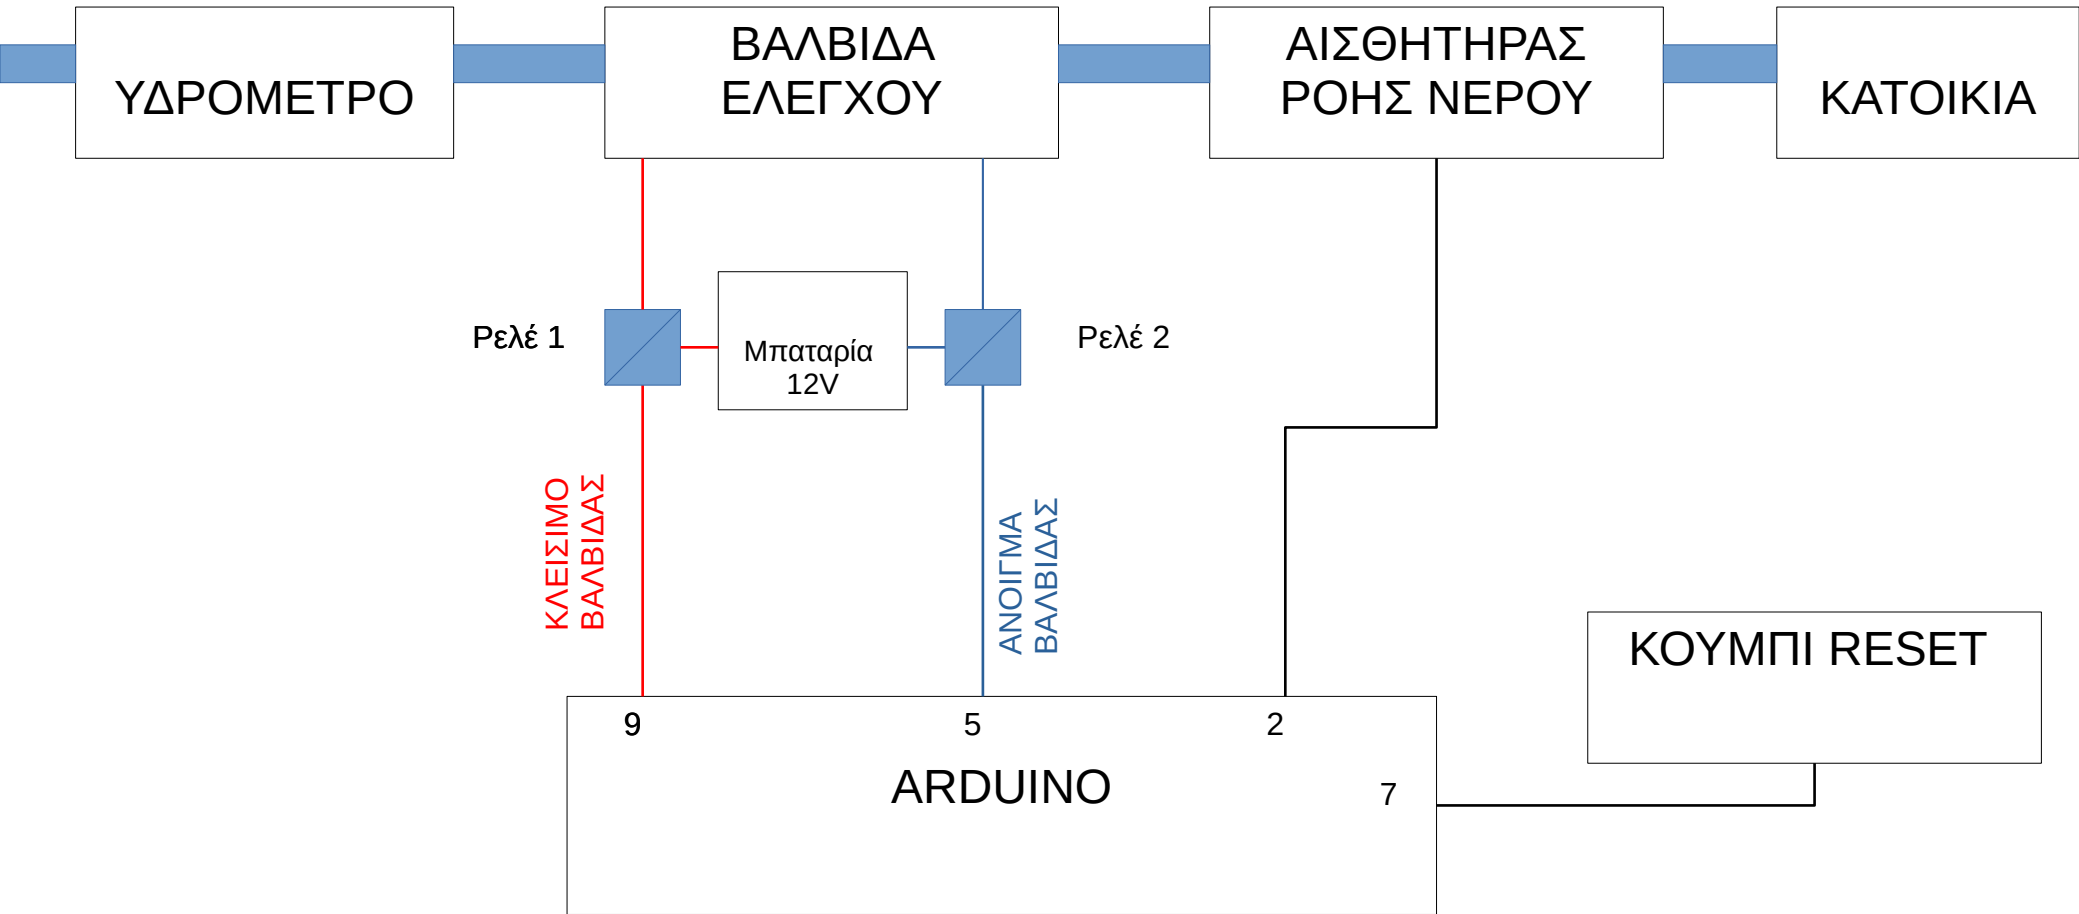 ΥΔΡΟΜΕΤΡΟ
ΒΑΛΒΙΔΑ
ΕΛΕΓΧΟΥ
ΑΙΣΘΗΤΗΡΑΣ
ΡΟΗΣ ΝΕΡΟΥ
ΚΑΤΟΙΚΙΑ
Ρελέ 1
Μπαταρία
12V
Ρελέ 2
ΚΛΕΙΣΙΜΟ
ΒΑΛΒΙΔΑΣ
ΑΝΟΙΓΜΑ
ΒΑΛΒΙΔΑΣ
ΚΟΥΜΠΙ RESET
9
5
2
ARDUINO
7